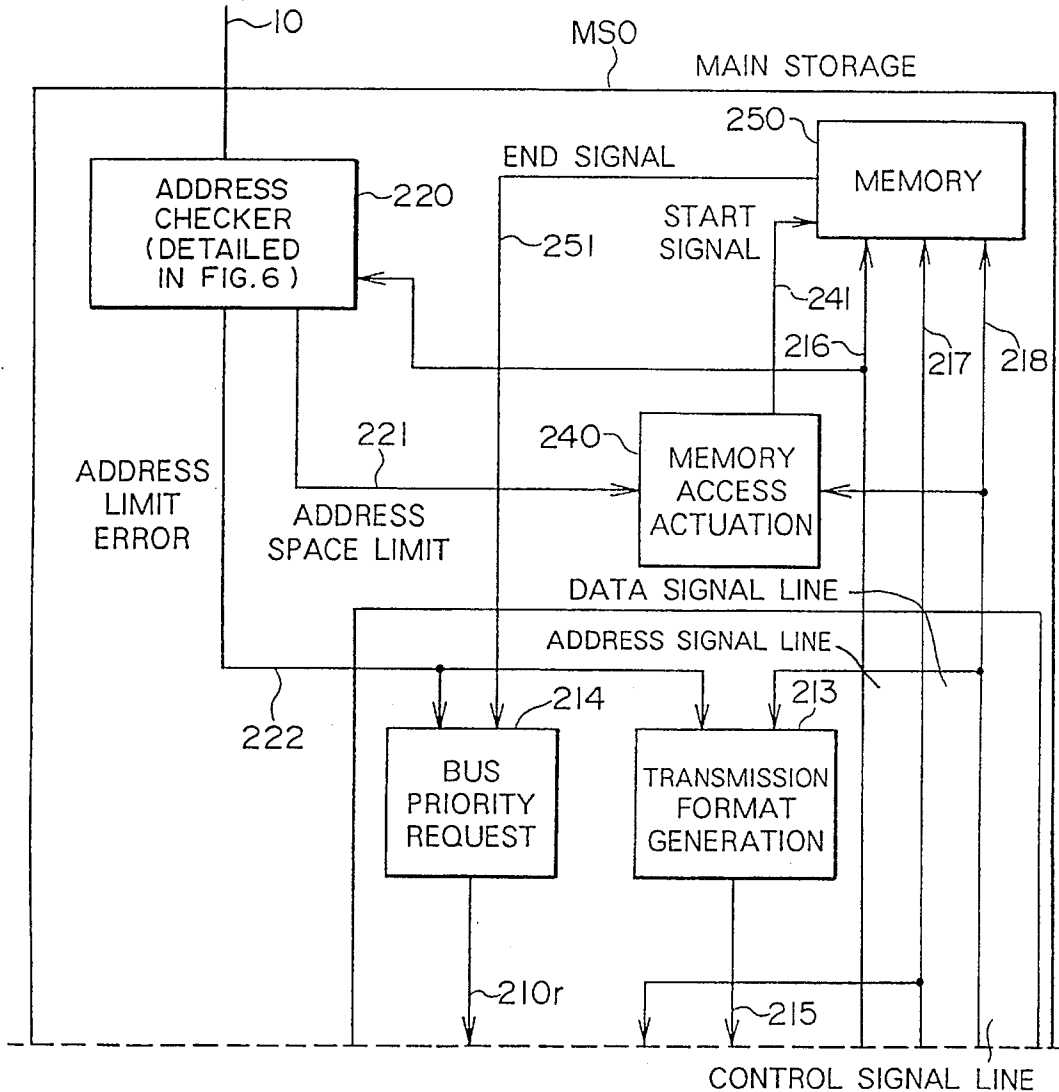 10
MS0
MAIN STORAGE
250
END SIGNAL
MEMORY
ADDRESS
CHECKER
(DETAILED
IN FIG.6)
220
START
SIGNAL
251
241
216
217
218
221
240
MEMORY
ACCESS
ACTUATION
ADDRESS
LIMIT
ERROR
ADDRESS
SPACE LIMIT
DATA SIGNAL LINE
ADDRESS SIGNAL LINE
222
214
213
BUS
PRIORITY
REQUEST
TRANSMISSION
FORMAT
GENERATION
210r
215
CONTROL SIGNAL LINE